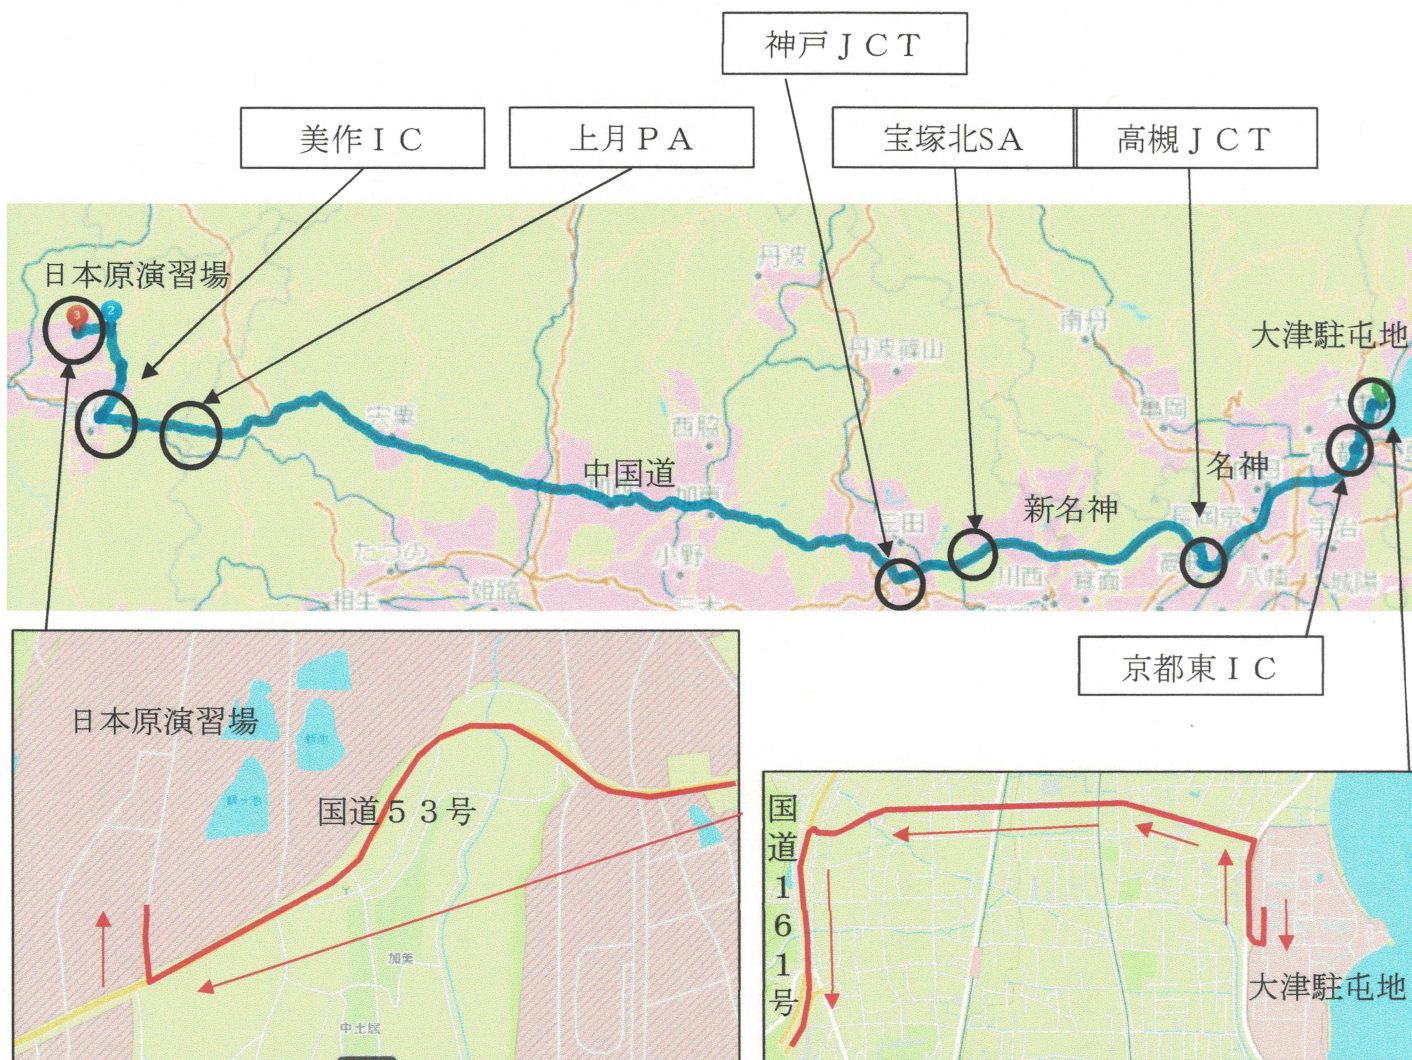 神戸ＪＣＴ
美作ＩＣ
上月ＰＡ
宝塚北SA
高槻ＪＣＴ
日本原演習場
3
2
丹波
南丹
大津駐屯地
丹波篠山
亀岡
宍粟
西脇
中国道
加東
名神
新名神
三田
長岡京
宇治
たつの
小野
川西
箕面
八幡
城陽
相生
姫路
京都東ＩＣ
日本原演習場
国道５３号
加美
中土居
国道１６１号
大津駐屯地